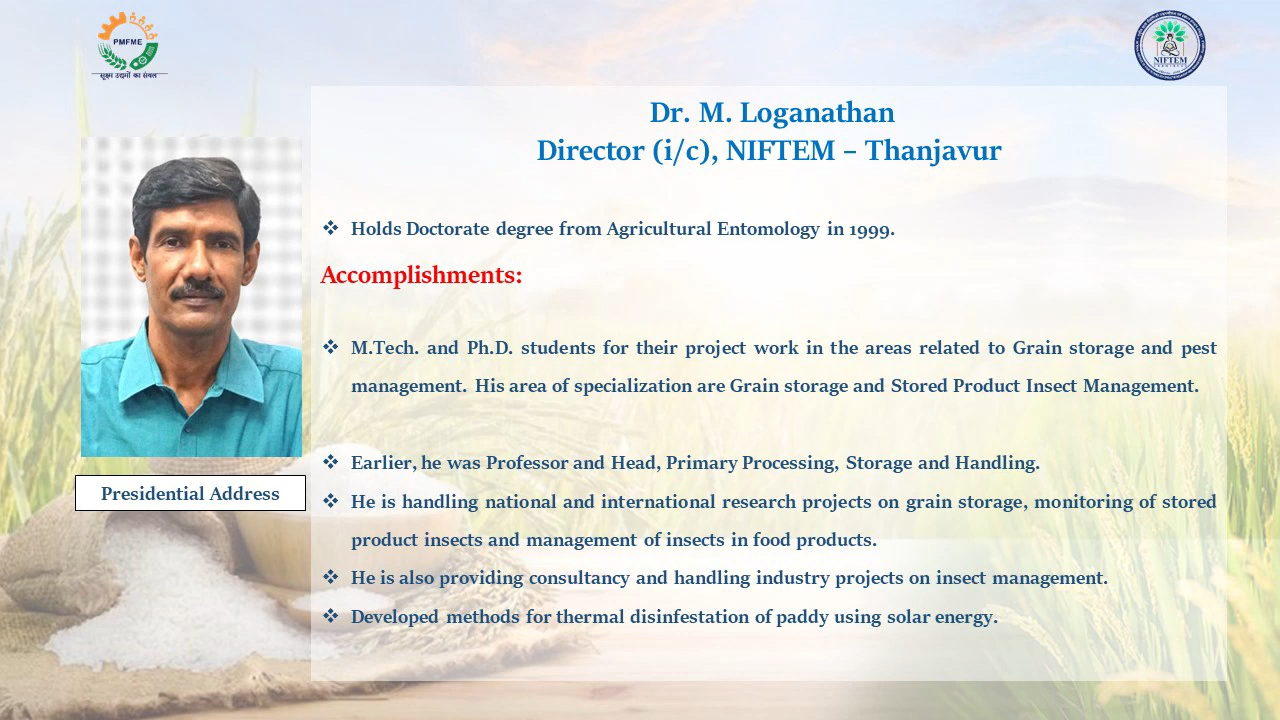 PMFME
सूक्ष्म उद्यमों का संबल
NIFTEM
Dr. M. Loganathan
Director (i/c), NIFTEM – Thanjavur
❖ Holds Doctorate degree from Agricultural Entomology in 1999.
Accomplishments:
❖ M.Tech. and Ph.D. students for their project work in the areas related to Grain storage and pest
management. His area of specialization are Grain storage and Stored Product Insect Management.
❖ Earlier, he was Professor and Head, Primary Processing, Storage and Handling.
❖ He is handling national and international research projects on grain storage, monitoring of stored
product insects and management of insects in food products.
❖ He is also providing consultancy and handling industry projects on insect management.
❖ Developed methods for thermal disinfestation of paddy using solar energy.
Presidential Address